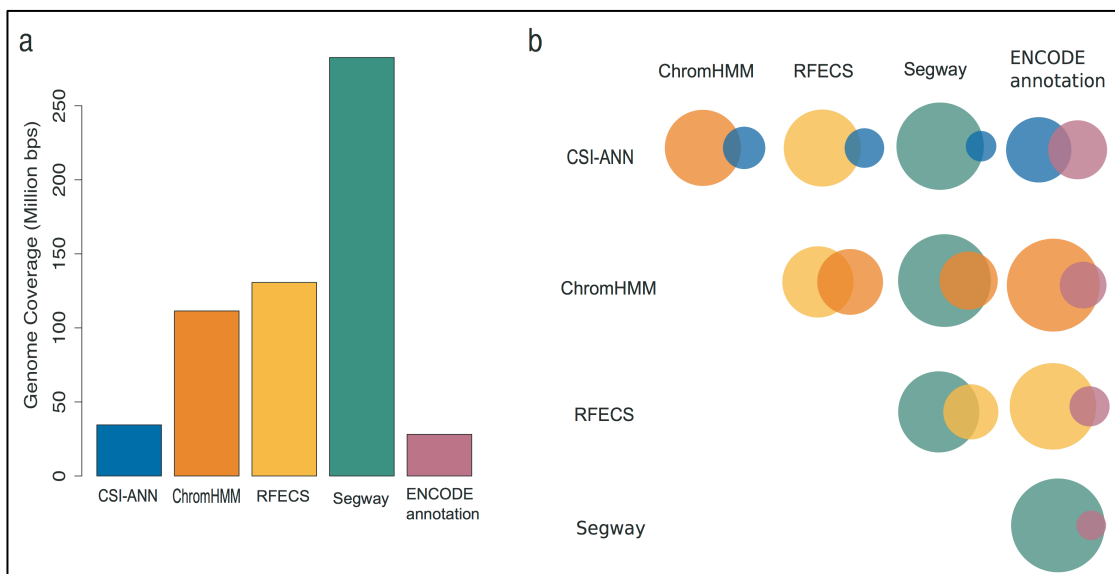 a
Genome Coverage (Million bps)
250
200
150
100
50
0
CSI-ANN
ChromHMM
RFECS
Segway
ENCODE
annotation
b
ChromHMM
RFECS
Segway
ENCODE
annotation
CSI-ANN
ChromHMM
RFECS
Segway